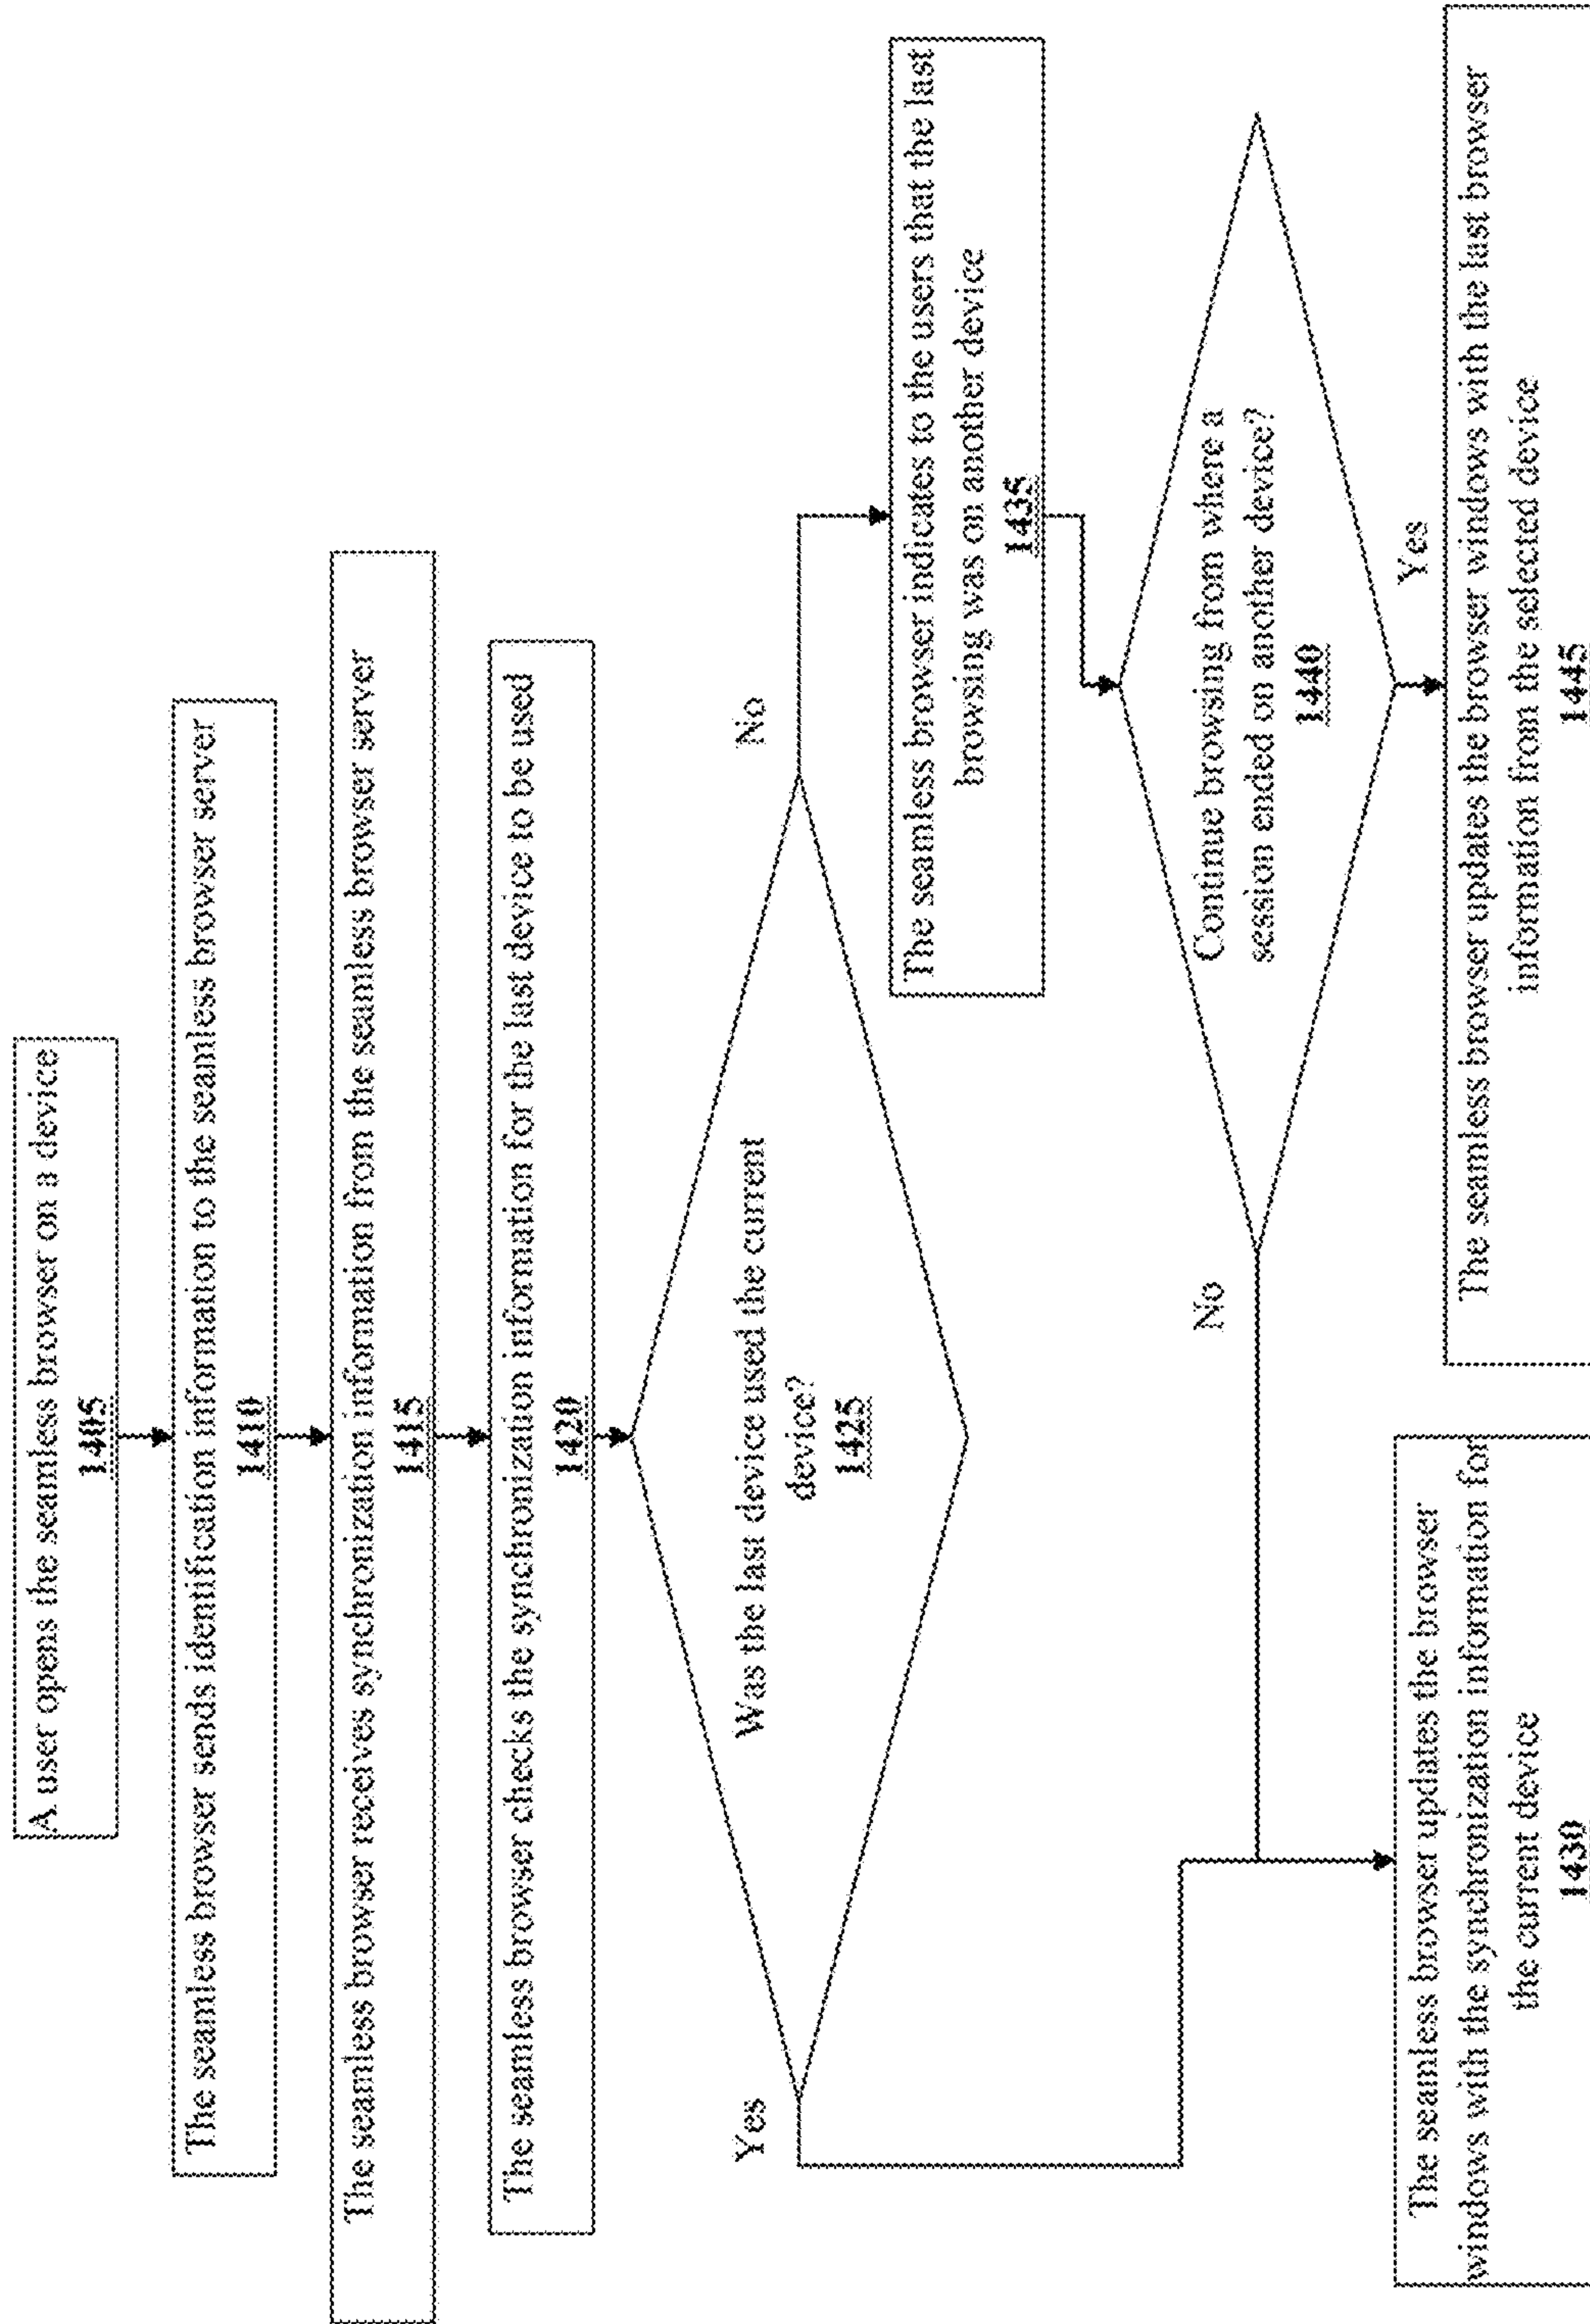 A user opens the seamless browser on a device
1405
The seamless browser sends identification information to the seamless browser server
1410
The seamless browser receives synchronization information from the seamless browser server
1415
The seamless browser checks the synchronization information for the last device to be used
1420
Was the last device used the current
device?
1425
Yes
No
The seamless browser indicates to the users that the last
browsing was on another device
1435
Continue browsing from where a
session ended on another device?
1440
No
Yes
The seamless browser updates the browser
windows with the synchronization information for
the current device
1430
The seamless browser updates the browser windows with the last browser
information from the selected device
1445